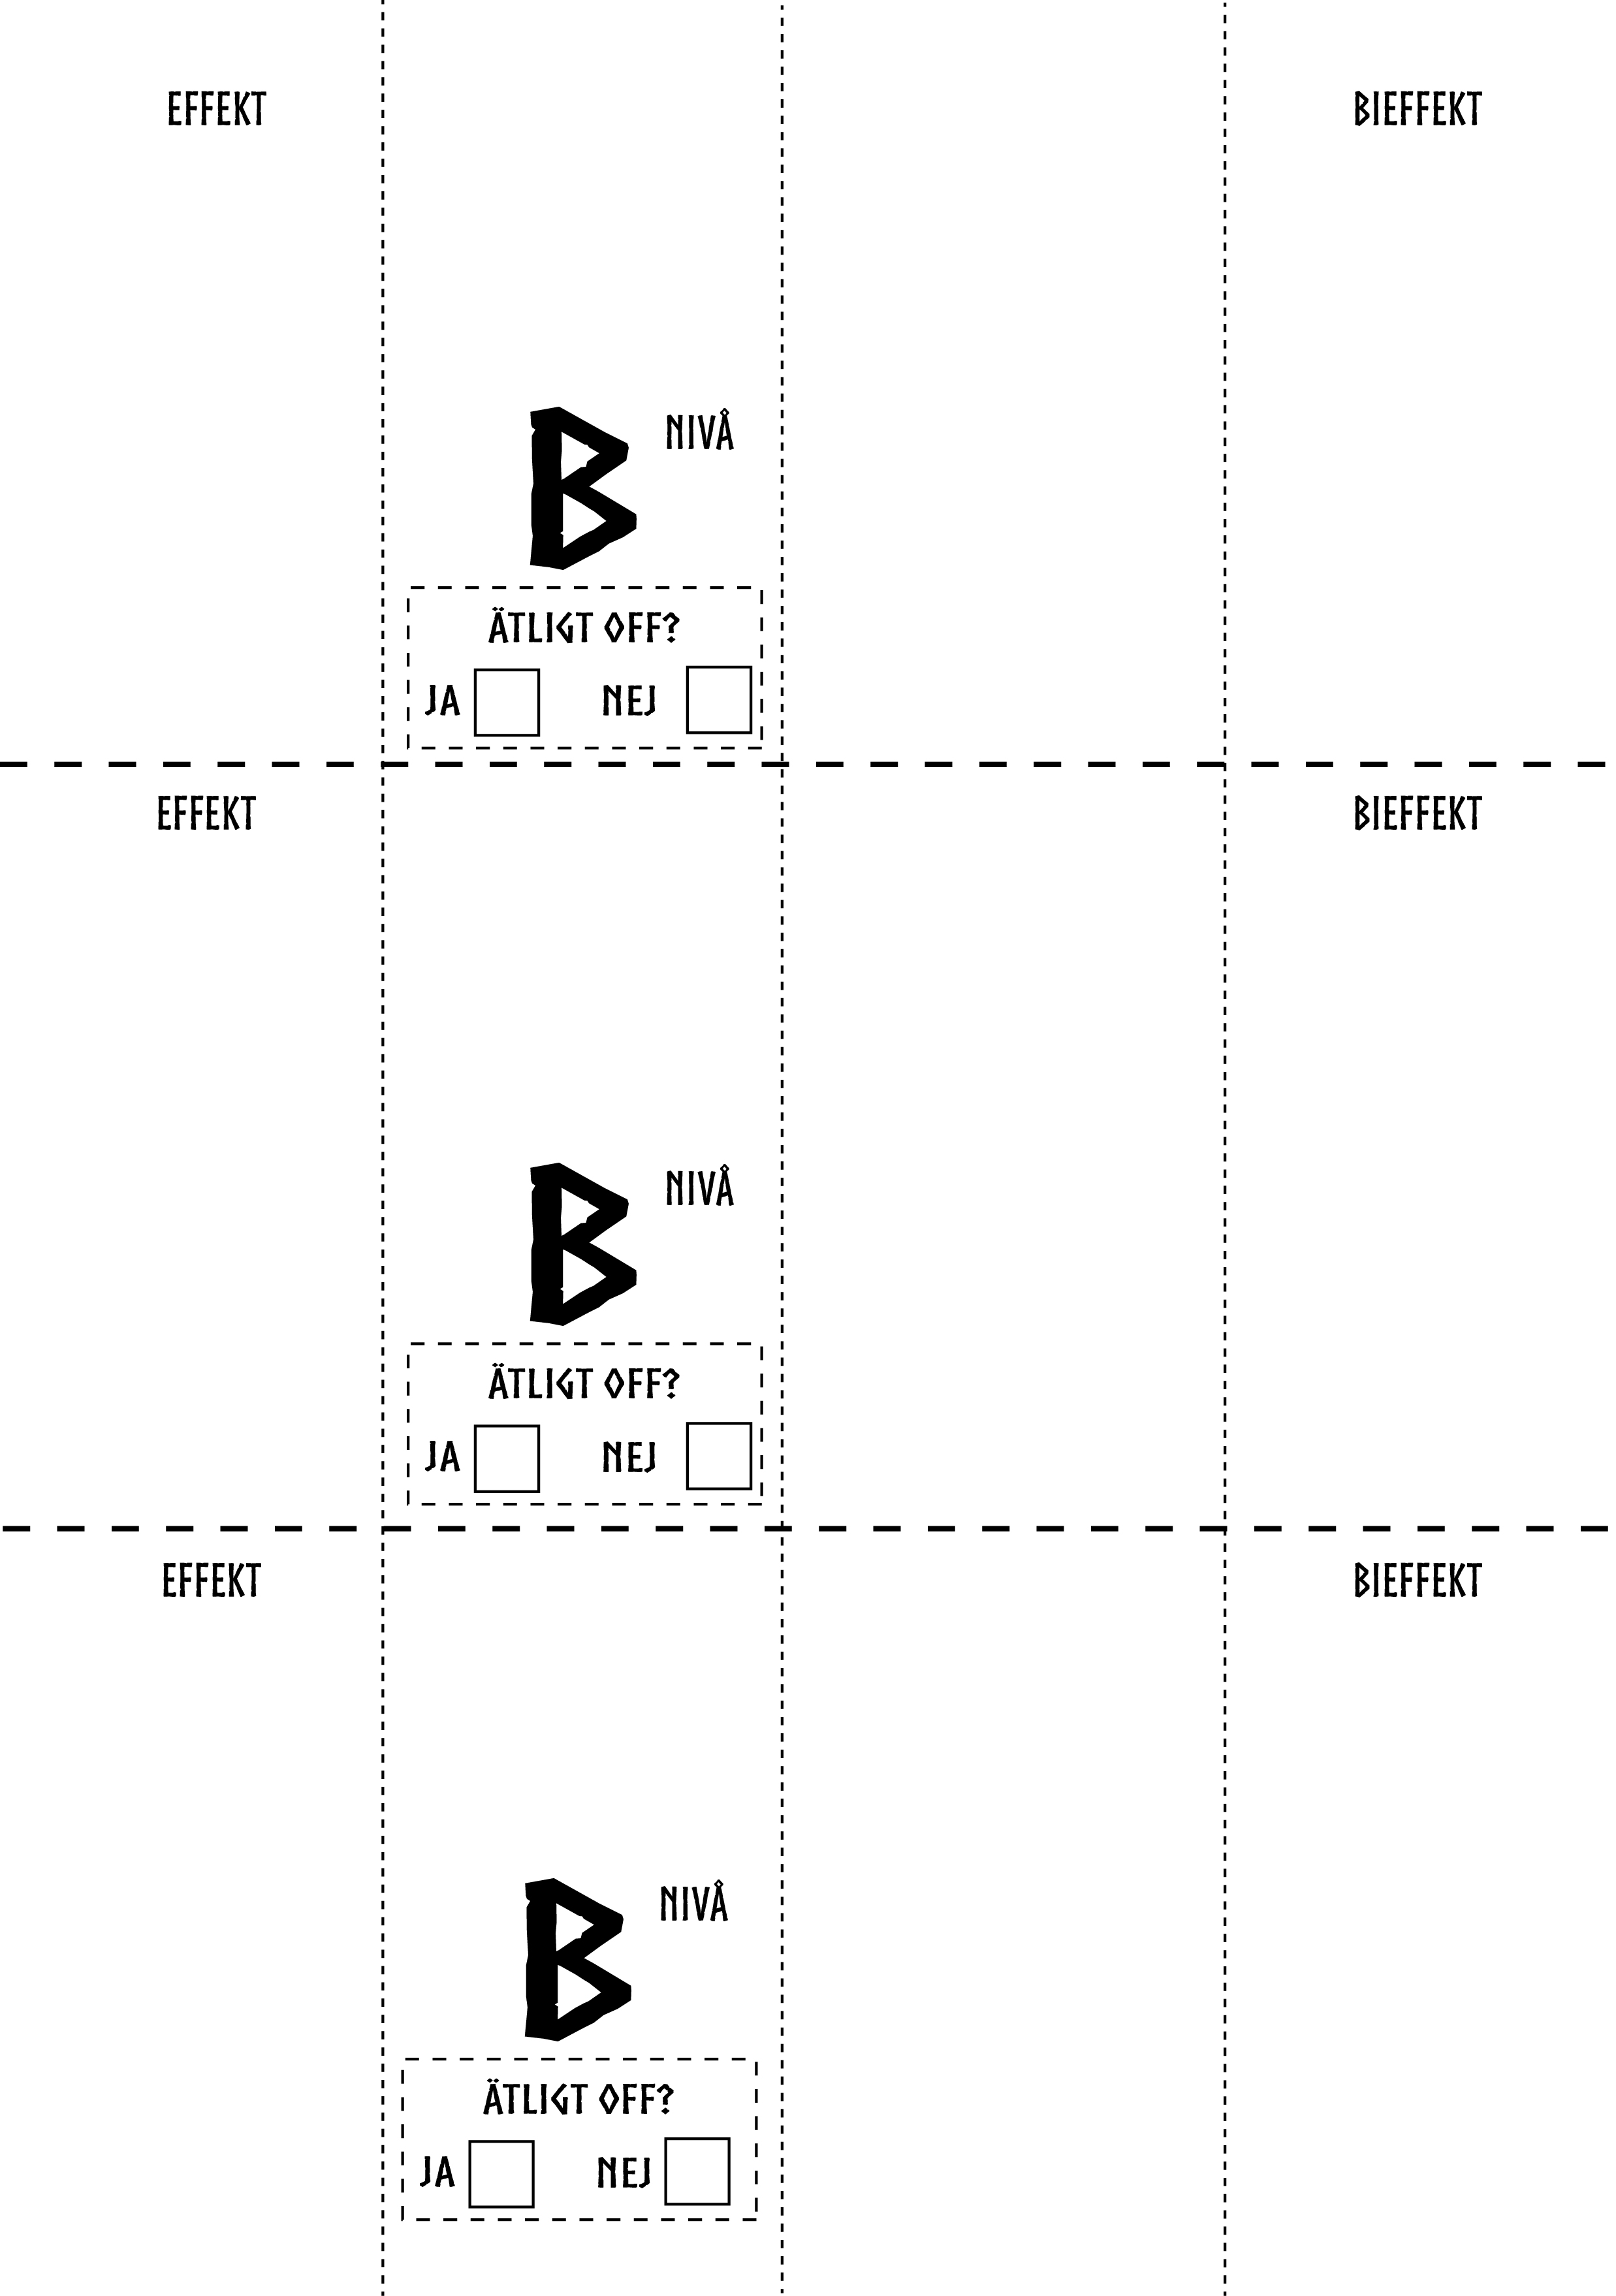 EFFEKT
BIEFFEKT
B
NIVÅ
ÄTLIGT OFF?
JA
NEJ
EFFEKT
BIEFFEKT
B
NIVÅ
ÄTLIGT OFF?
JA
NEJ
EFFEKT
BIEFFEKT
B
NIVÅ
ÄTLIGT OFF?
JA
NEJ